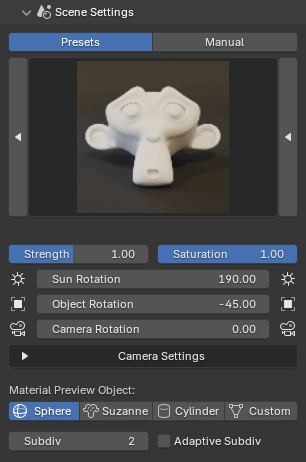 Scene Settings
Presets Manual
Strength 1.00 Saturation 1.00
Sun Rotation 190.00
Object Rotation -45.00
Camera Rotation 0.00
Camera Settings
Material Preview Object:
Sphere Suzanne Cylinder Custom
Subdiv 2 Adaptive Subdiv